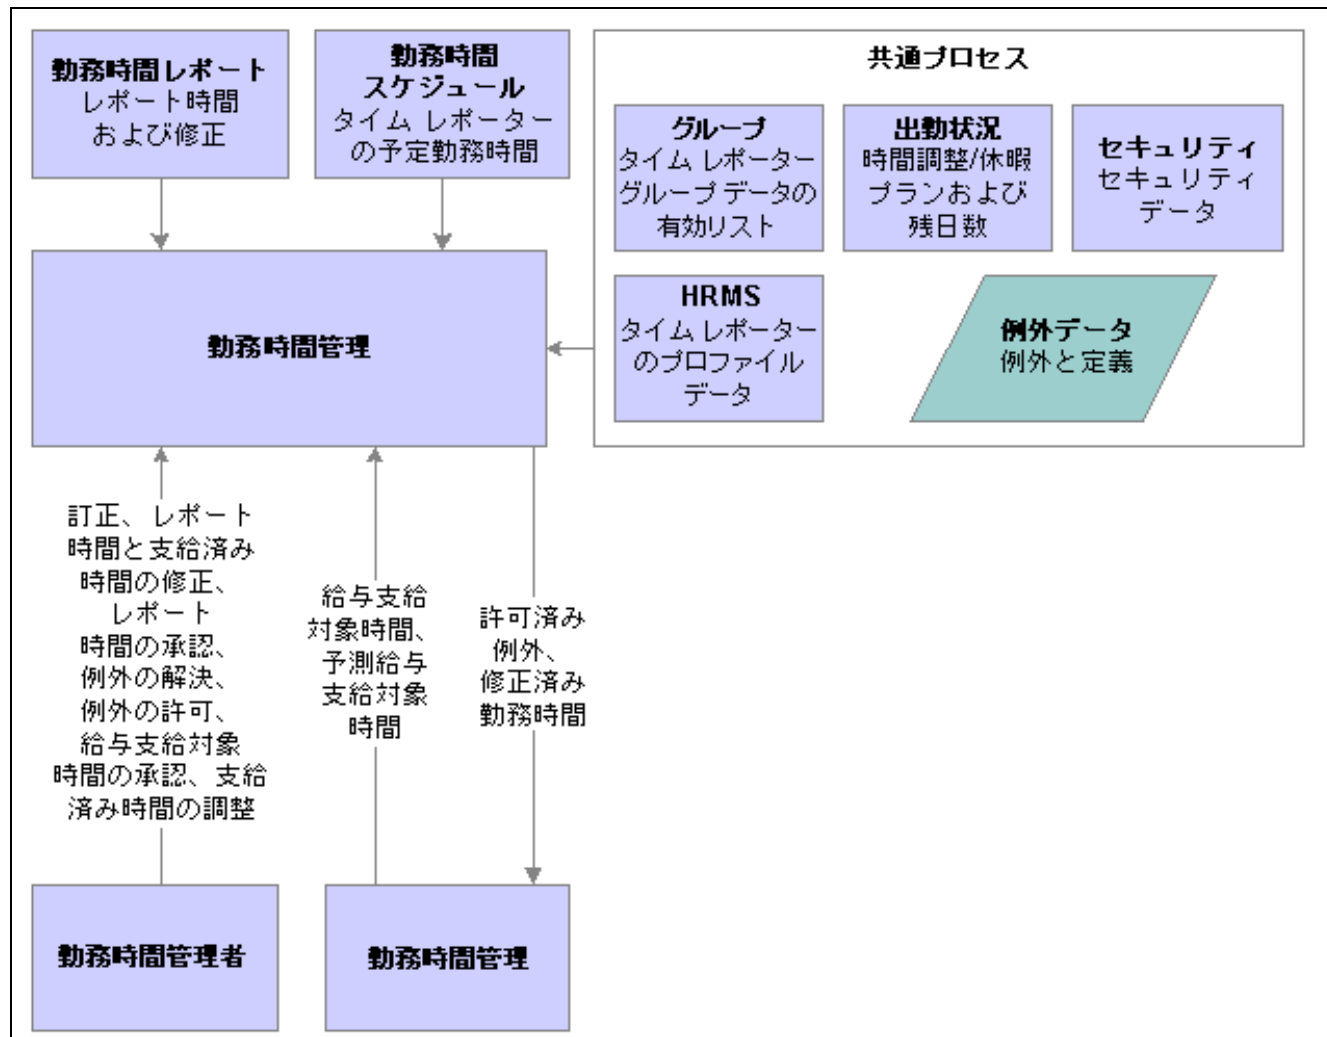 勤務時間レポート
レポート時間
および修正
勤務時間
スケジュール
タイム レポーター
の予定勤務時間
共通プロセス
グループ
タイム レポーター
グループ データの
有効リスト
出勤状況
時間調整/休暇
プランおよび
残日数
セキュリティ
セキュリティ
データ
HRMS
タイム レポーター
のプロファイル
データ
例外データ
例外と定義
勤務時間管理
訂正、レポート
時間と支給済み
時間の修正、
レポート
時間の承認、
例外の解決、
例外の許可、
給与支給対象
時間の承認、支給
済み時間の調整
給与支給
対象時間、
予測給与
支給対象
時間
許可済み
例外、
修正済み
勤務時間
勤務時間管理者
勤務時間管理